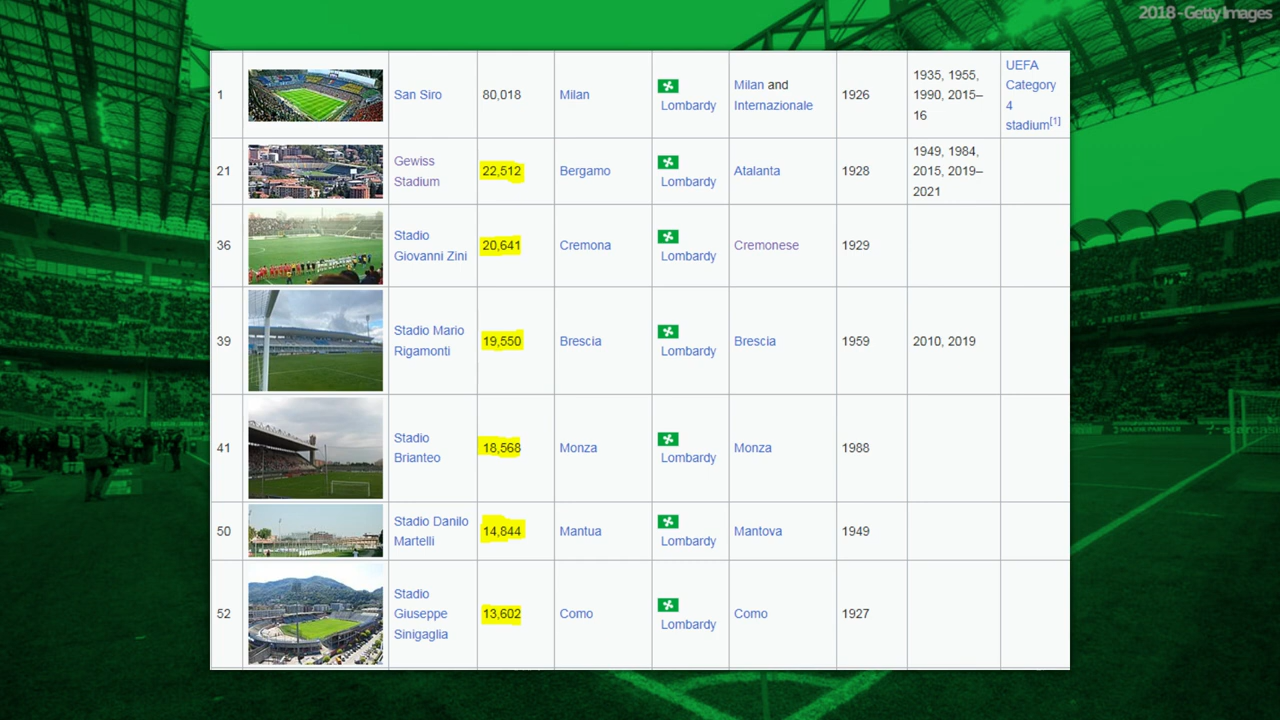 2018 - Getty Images
1 San Siro 80,018 Milan Lombardy Milan and Internazionale 1926 1935, 1955, 1990, 2015–16 UEFA Category 4 stadium[1]
21 Gewiss Stadium 22,512 Bergamo Lombardy Atalanta 1928 1949, 1984, 2015, 2019–2021
36 Stadio Giovanni Zini 20,641 Cremona Lombardy Cremonese 1929
39 Stadio Mario Rigamonti 19,550 Brescia Lombardy Brescia 1959 2010, 2019
41 Stadio Brianteo 18,568 Monza Lombardy Monza 1988
50 Stadio Danilo Martelli 14,844 Mantua Lombardy Mantova 1949
52 Stadio Giuseppe Sinigaglia 13,602 Como Lombardy Como 1927
MAJOR PARTNER